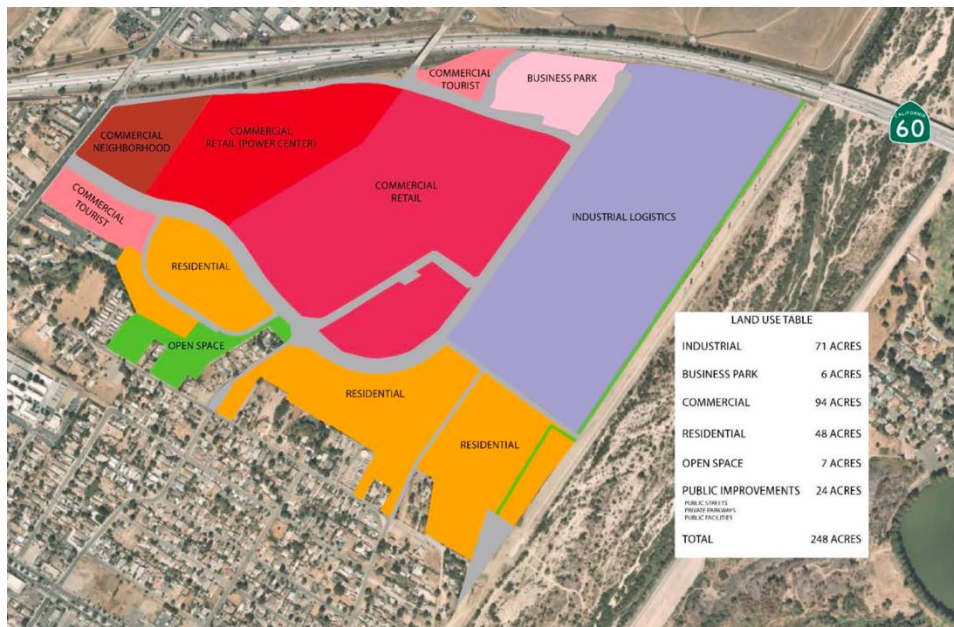 COMMERCIAL
TOURIST
BUSINESS PARK
CALIFORNIA
60
COMMERCIAL
NEIGHBORHOOD
COMMERCIAL
RETAIL (POWER CENTER)
COMMERCIAL
RETAIL
COMMERCIAL
TOURIST
INDUSTRIAL LOGISTICS
RESIDENTIAL
OPEN SPACE
RESIDENTIAL
RESIDENTIAL
LAND USE TABLE
INDUSTRIAL 71 ACRES
BUSINESS PARK 6 ACRES
COMMERCIAL 94 ACRES
RESIDENTIAL 48 ACRES
OPEN SPACE 7 ACRES
PUBLIC IMPROVEMENTS 24 ACRES
PUBLIC STREETS
PRIVATE PARKWAYS
PUBLIC FACILITIES
TOTAL 248 ACRES